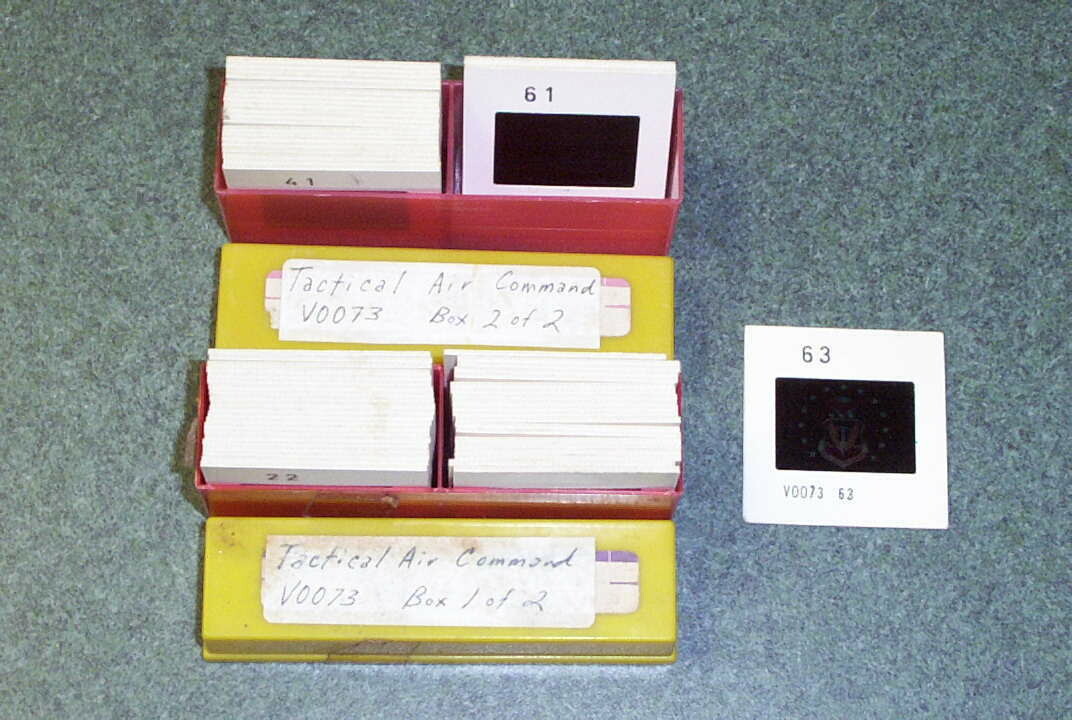 61
41
Tactical Air Command
V0073 Box 2 of 2
63
V0073 63
22
Tactical Air Command
V0073 Box 1 of 2